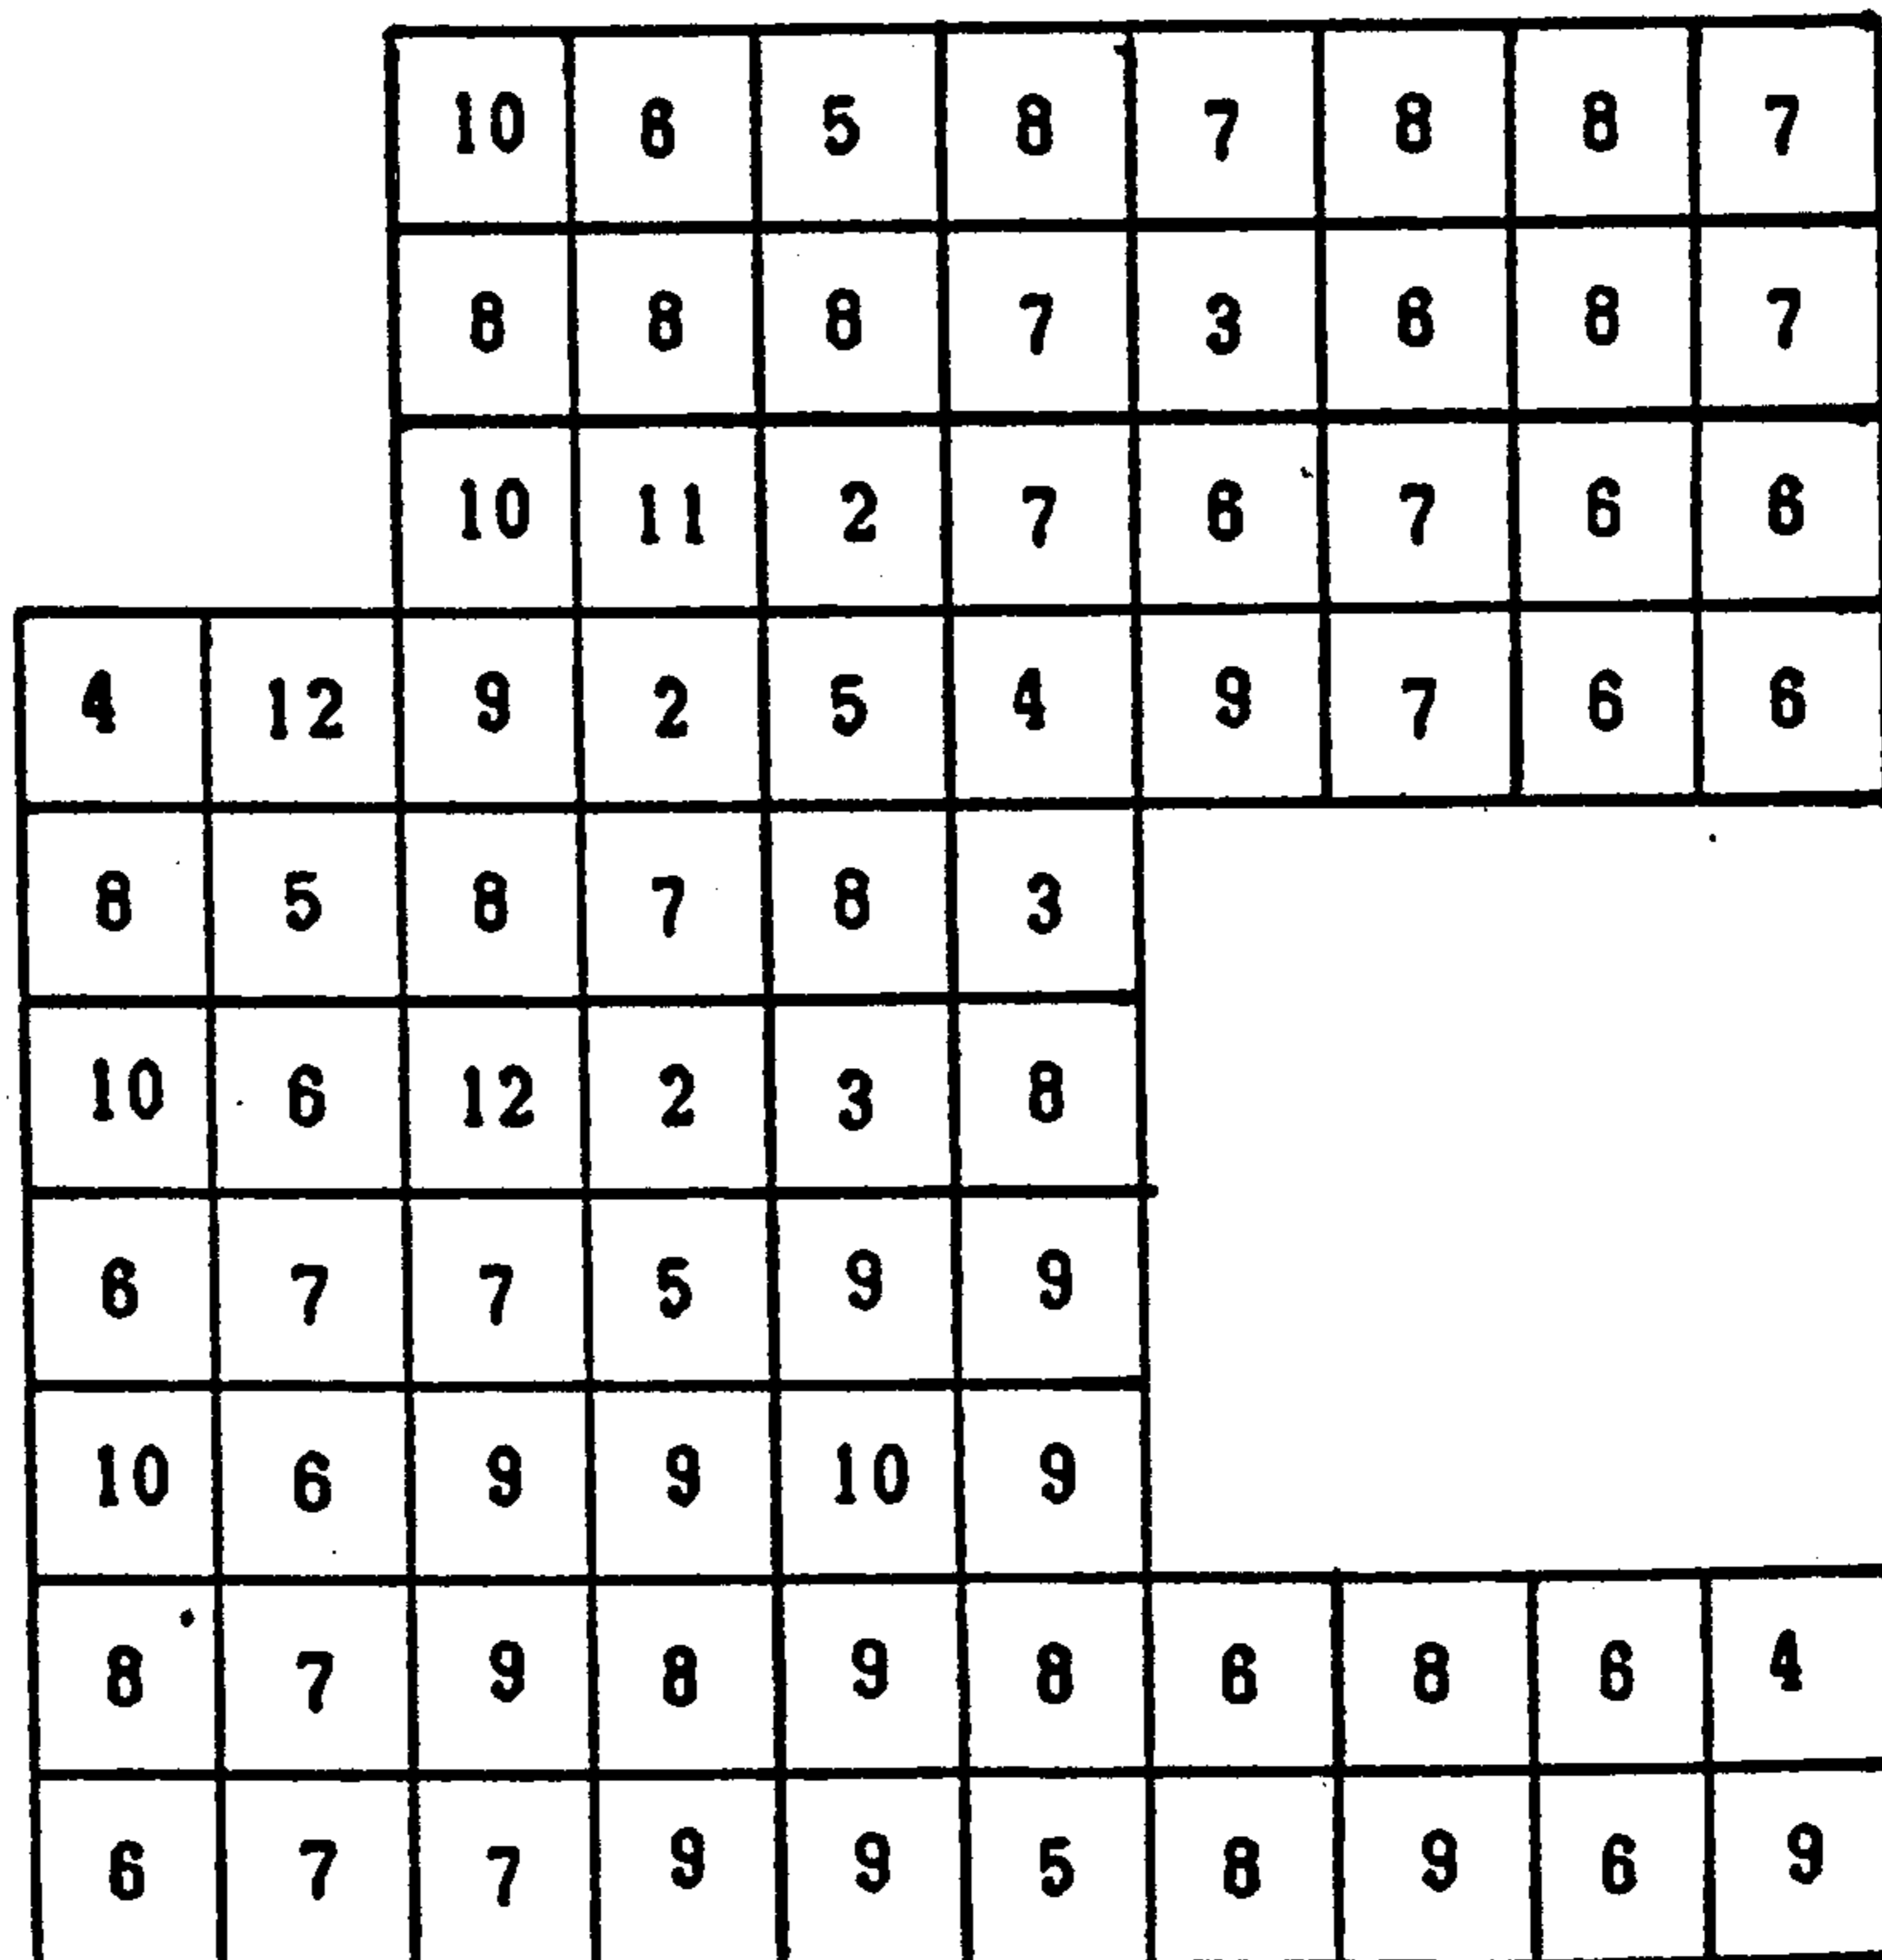 10 8 5 8 7 8 8 7
8 8 8 7 3 8 8 7
10 11 2 7 6 7 6 8
4 12 9 2 5 4 9 7 6 6
8 5 8 7 8 3
10 6 12 2 3 8
6 7 7 5 9 9
10 6 9 9 10 9
8 7 9 8 9 8 6 8 6 4
6 7 7 9 9 5 8 9 6 9